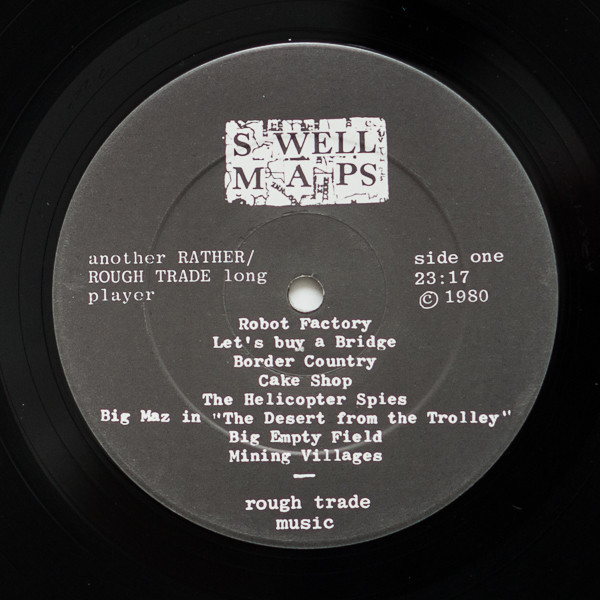 SWELL
MAPS
another RATHER/
ROUGH TRADE long
player
side one
23:17
© 1980
Robot Factory
Let's buy a Bridge
Border Country
Cake Shop
The Helicopter Spies
Big Maz in "The Desert from the Trolley"
Big Empty Field
Mining Villages
rough trade
music